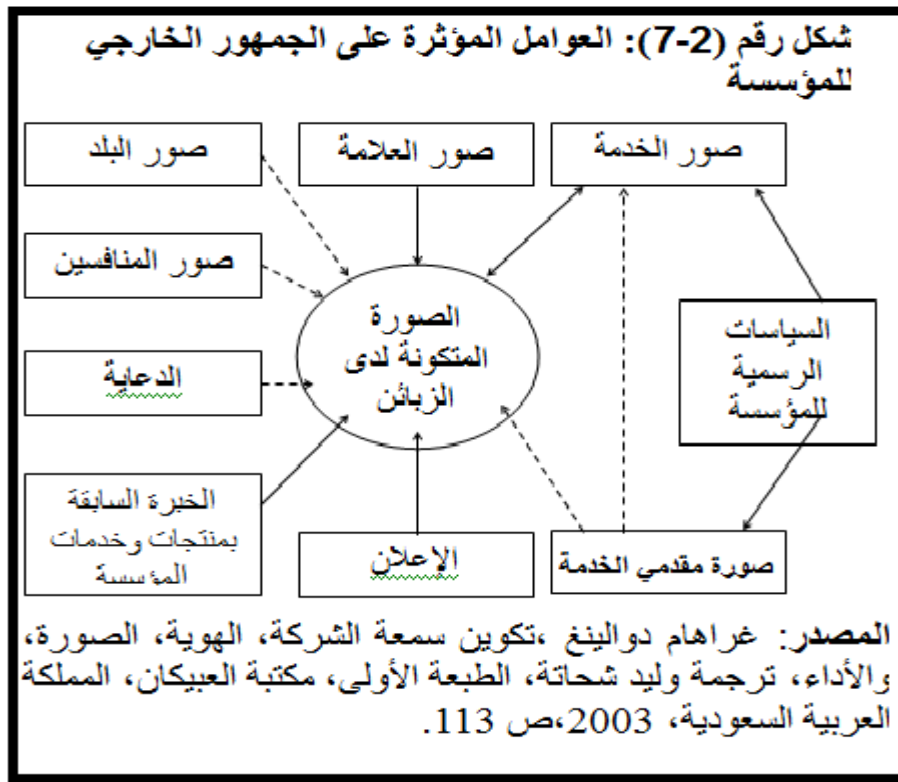 شكل رقم (2-7): العوامل المؤثرة على الجمهور الخارجي
للمؤسسة
صور الخدمة
صور العلامة
صور البلد
صور المنافسين
السياسات
الرسمية
للمؤسسة
الصورة
المتكونة لدى
الزبائن
الدعاية
الخبرة السابقة
بمنتجات وخدمات
المؤسسة
الإعلان
صورة مقدمي الخدمة
المصدر: غراهام دوالينغ ،تكوين سمعة الشركة، الهوية، الصورة،
والأداء، ترجمة وليد شحاتة، الطبعة الأولى، مكتبة العبيكان، المملكة
العربية السعودية، 2003،ص 113.